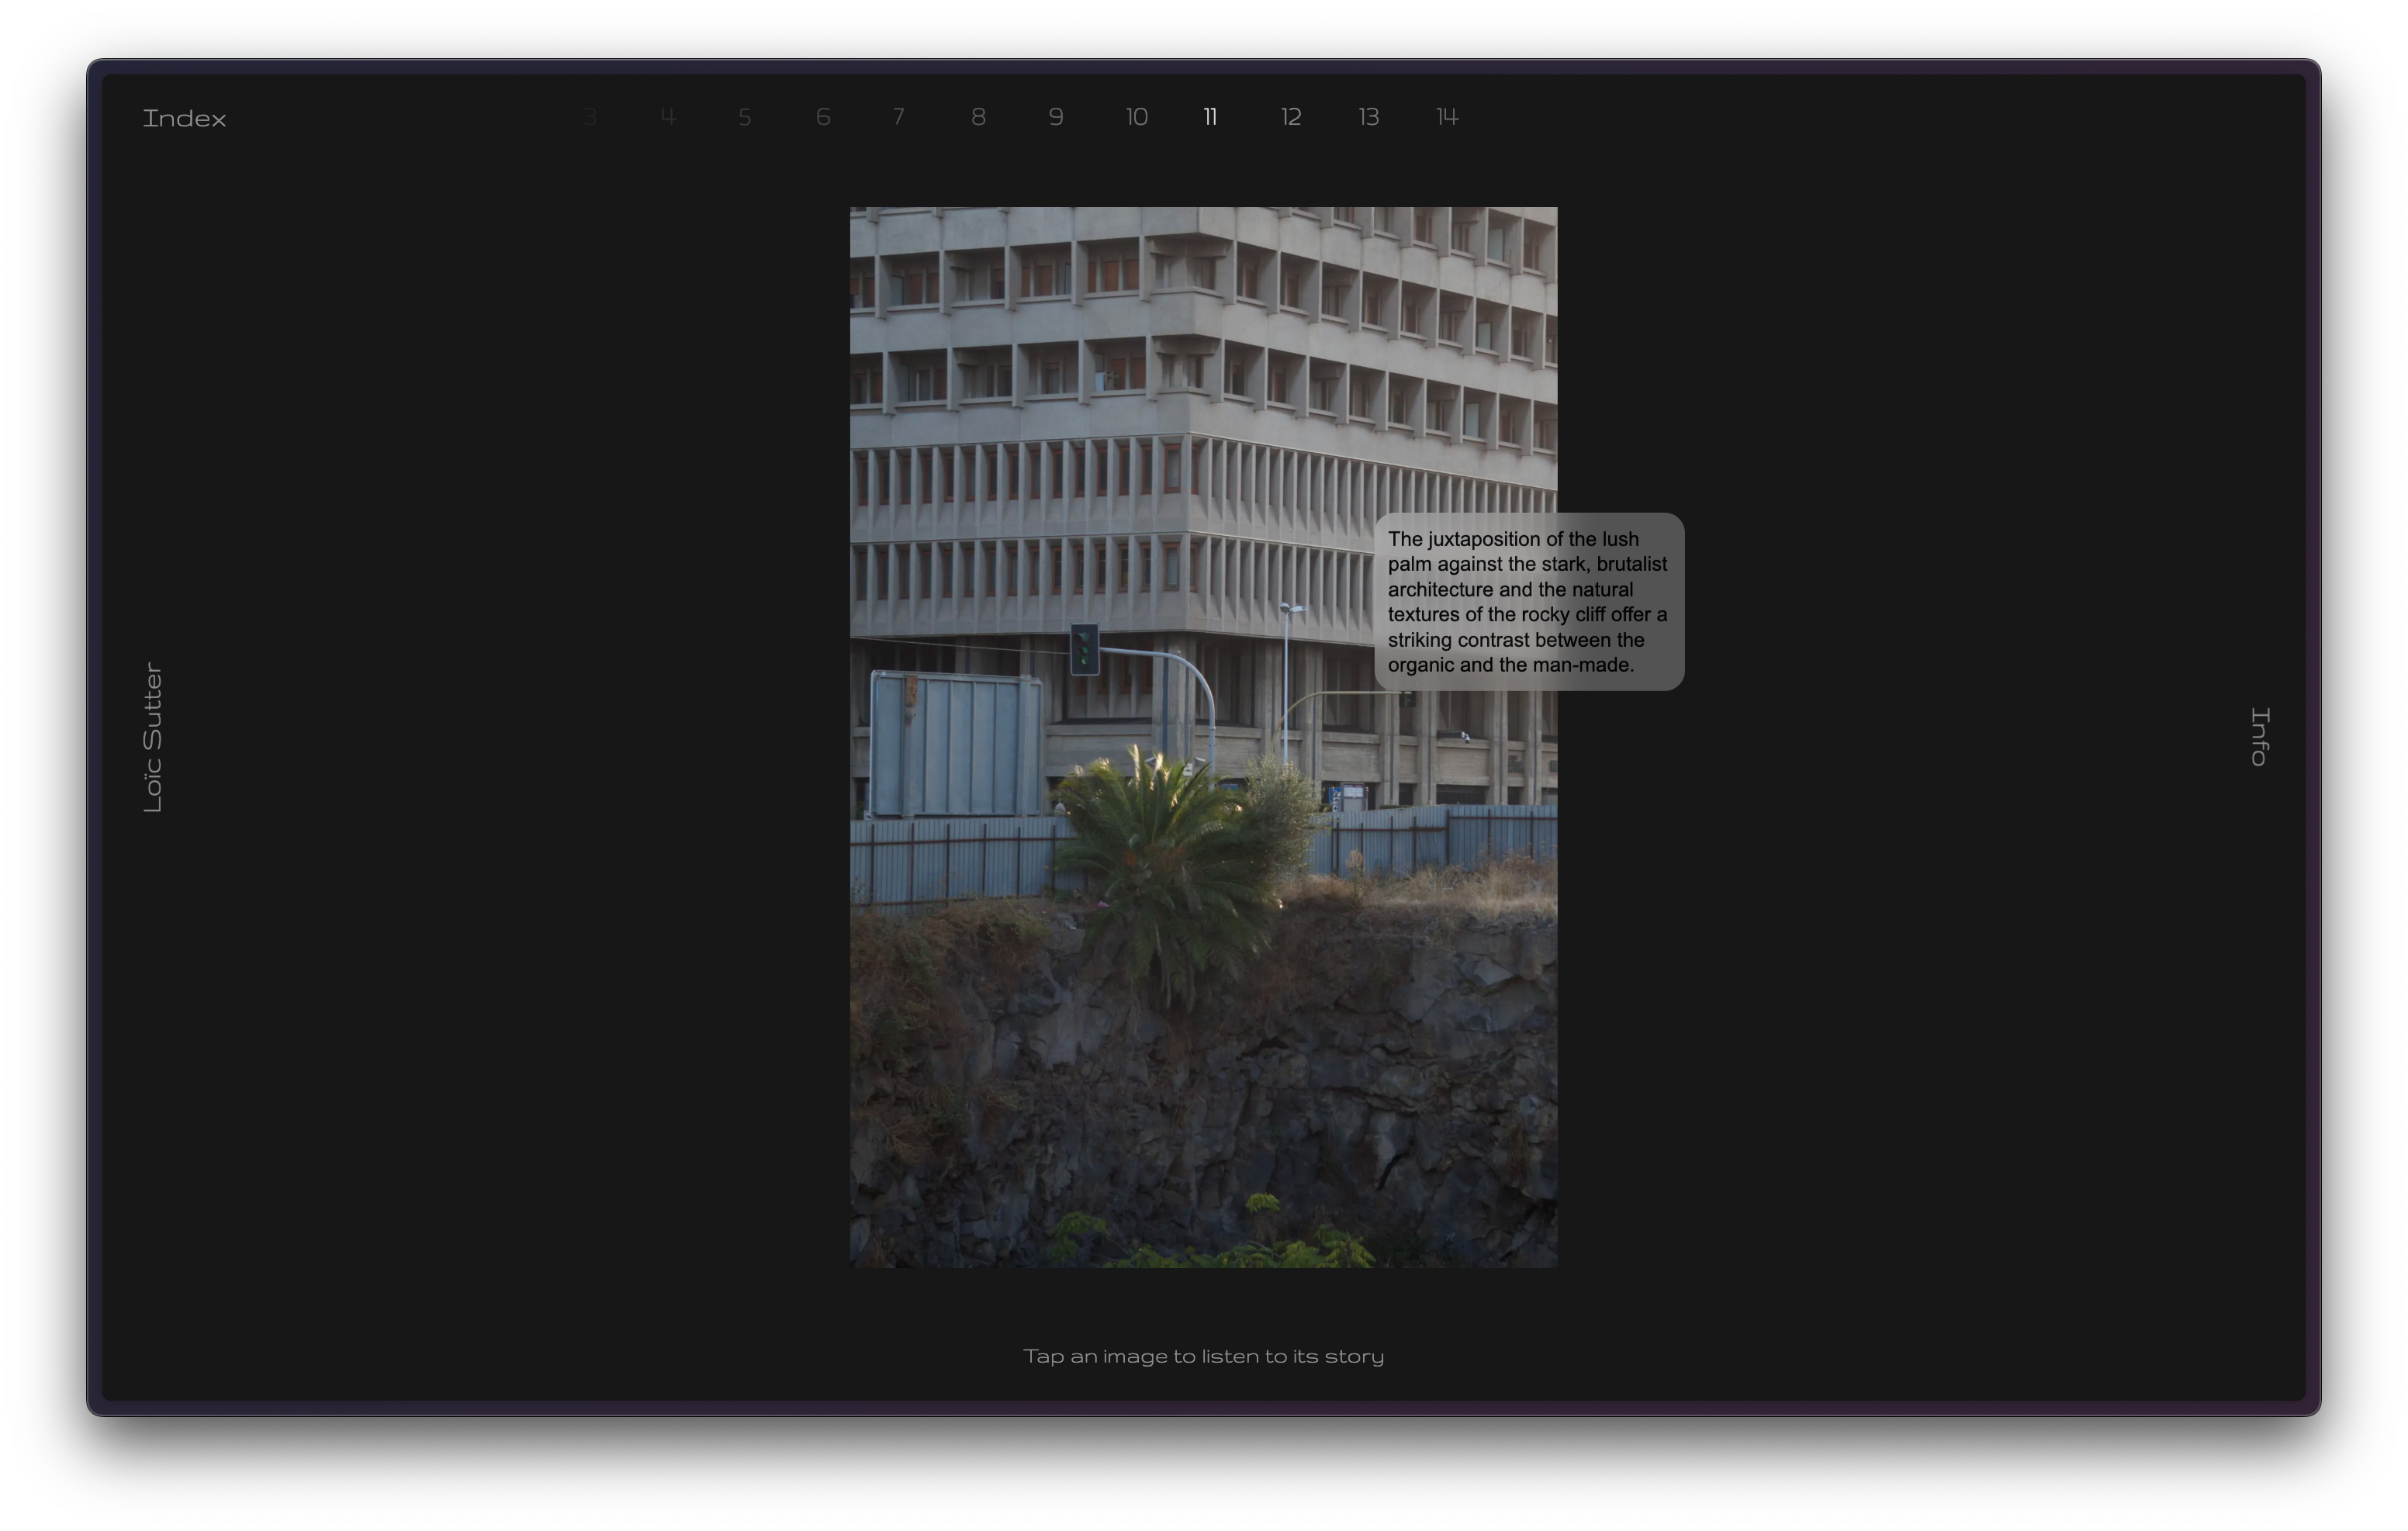 Index
3 4 5 6 7 8 9 10 11 12 13 14
The juxtaposition of the lush
palm against the stark, brutalist
architecture and the natural
textures of the rocky cliff offer a
striking contrast between the
organic and the man-made.
Loïc Sutter
Info
Tap an image to listen to its story